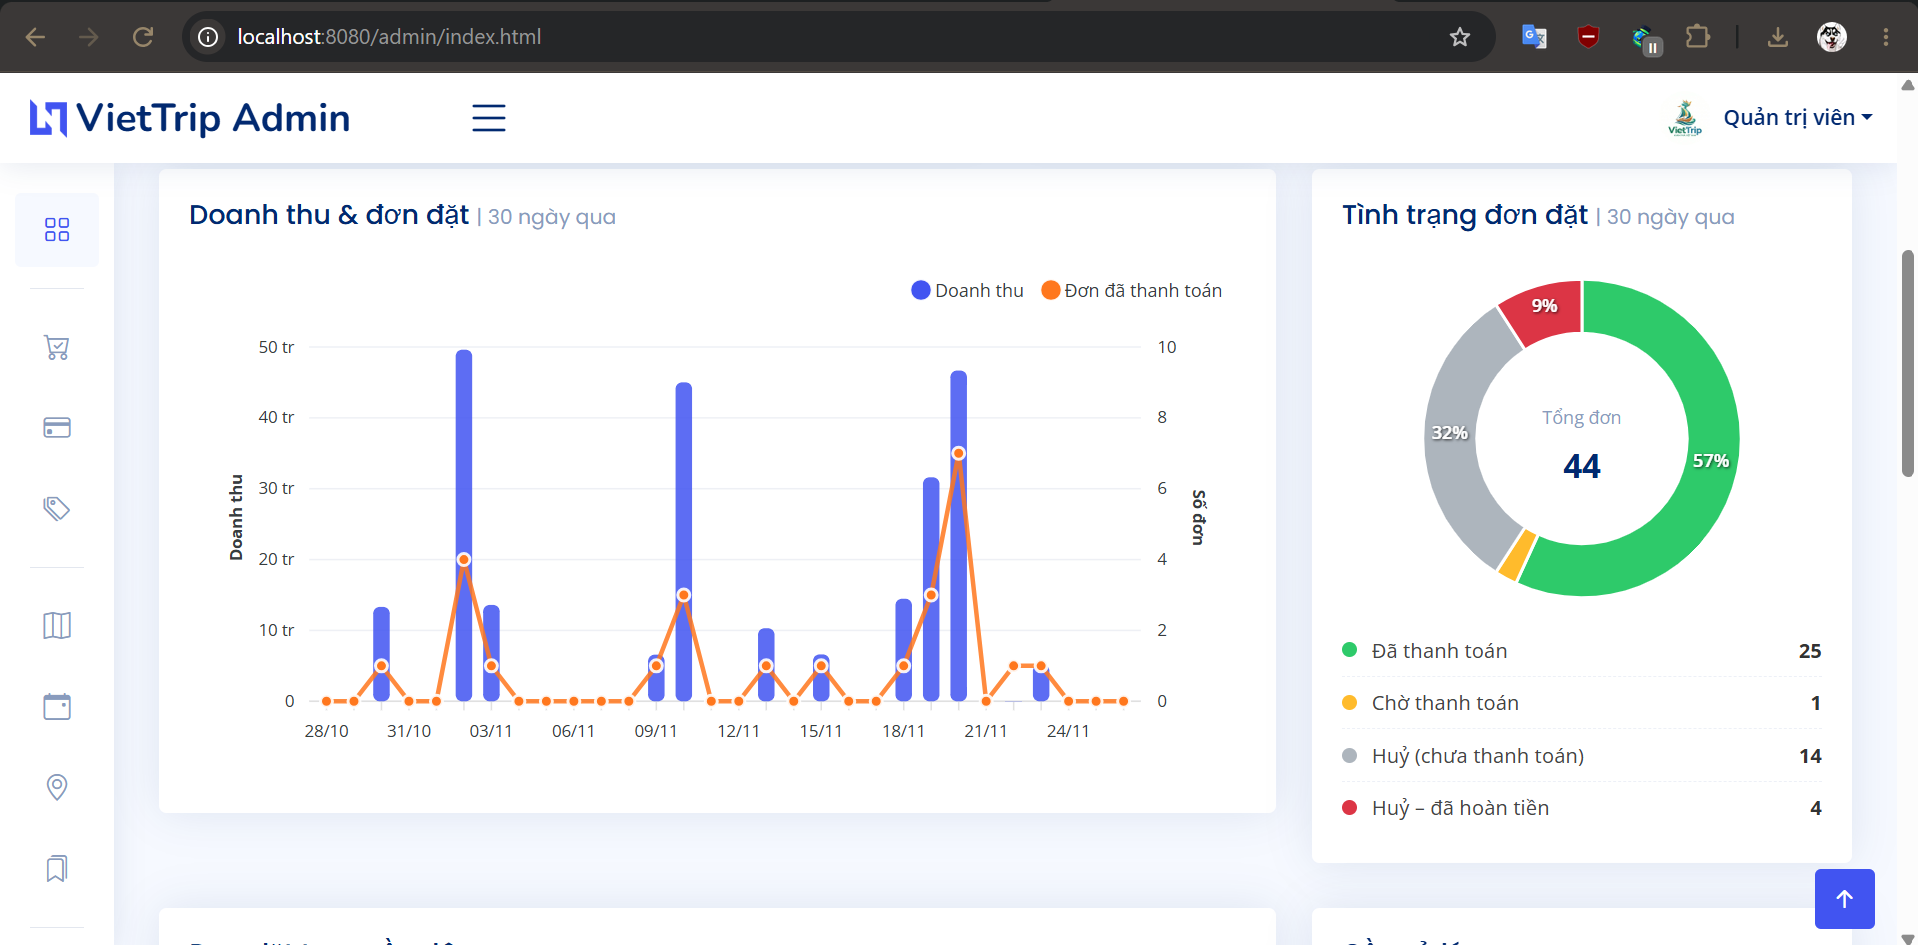 localhost:8080/admin/index.html
VietTrip Admin
VietTrip
Quản trị viên
Doanh thu & đơn đặt | 30 ngày qua
Doanh thu
Đơn đã thanh toán
50 tr
40 tr
30 tr
20 tr
10 tr
0
Doanh thu
10
8
6
4
2
0
Số đơn
28/10 31/10 03/11 06/11 09/11 12/11 15/11 18/11 21/11 24/11
Tình trạng đơn đặt | 30 ngày qua
9%
32%
57%
Tổng đơn
44
Đã thanh toán 25
Chờ thanh toán 1
Huỷ (chưa thanh toán) 14
Huỷ – đã hoàn tiền 4